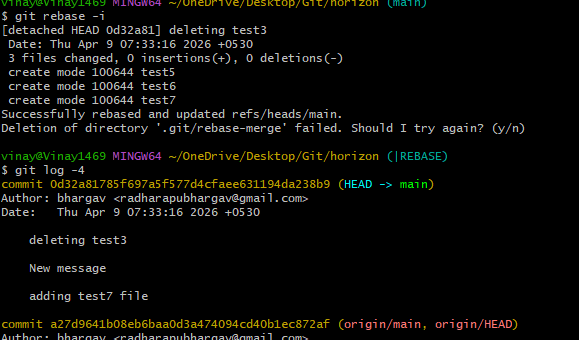 vinay@Vinay1469 MINGW64 ~/OneDrive/Desktop/Git/horizon (main)
$ git rebase -i
[detached HEAD 0d32a81] deleting test3
 Date: Thu Apr 9 07:33:16 2026 +0530
 3 files changed, 0 insertions(+), 0 deletions(-)
 create mode 100644 test5
 create mode 100644 test6
 create mode 100644 test7
Successfully rebased and updated refs/heads/main.
Deletion of directory '.git/rebase-merge' failed. Should I try again? (y/n)
vinay@Vinay1469 MINGW64 ~/OneDrive/Desktop/Git/horizon (|REBASE)
$ git log -4
commit 0d32a81785f697a5f577d4cfaee631194da238b9 (HEAD -> main)
Author: bhargav <radharapubhargav@gmail.com>
Date:   Thu Apr 9 07:33:16 2026 +0530
    deleting test3
    New message
    adding test7 file
commit a27d9641b08eb6baa0d3a474094cd40b1ec872af (origin/main, origin/HEAD)
Author: bhargav <radharapubhargav@gmail.com>